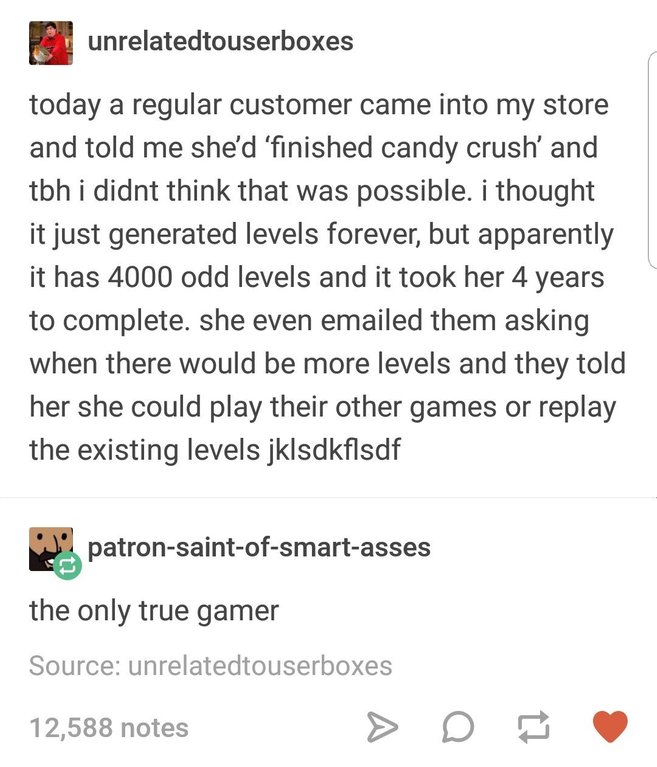 unrelatedtouserboxes
today a regular customer came into my store
and told me she’d ‘finished candy crush’ and
tbh i didnt think that was possible. i thought
it just generated levels forever, but apparently
it has 4000 odd levels and it took her 4 years
to complete. she even emailed them asking
when there would be more levels and they told
her she could play their other games or replay
the existing levels jklsdkflsdf
patron-saint-of-smart-asses
the only true gamer
Source: unrelatedtouserboxes
12,588 notes